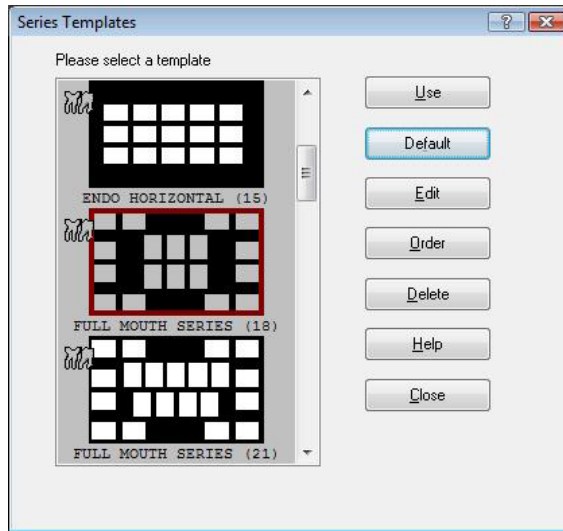 Series Templates
Please select a template
ENDO HORIZONTAL (15)
FULL MOUTH SERIES (18)
FULL MOUTH SERIES (21)
Use
Default
Edit
Order
Delete
Help
Close